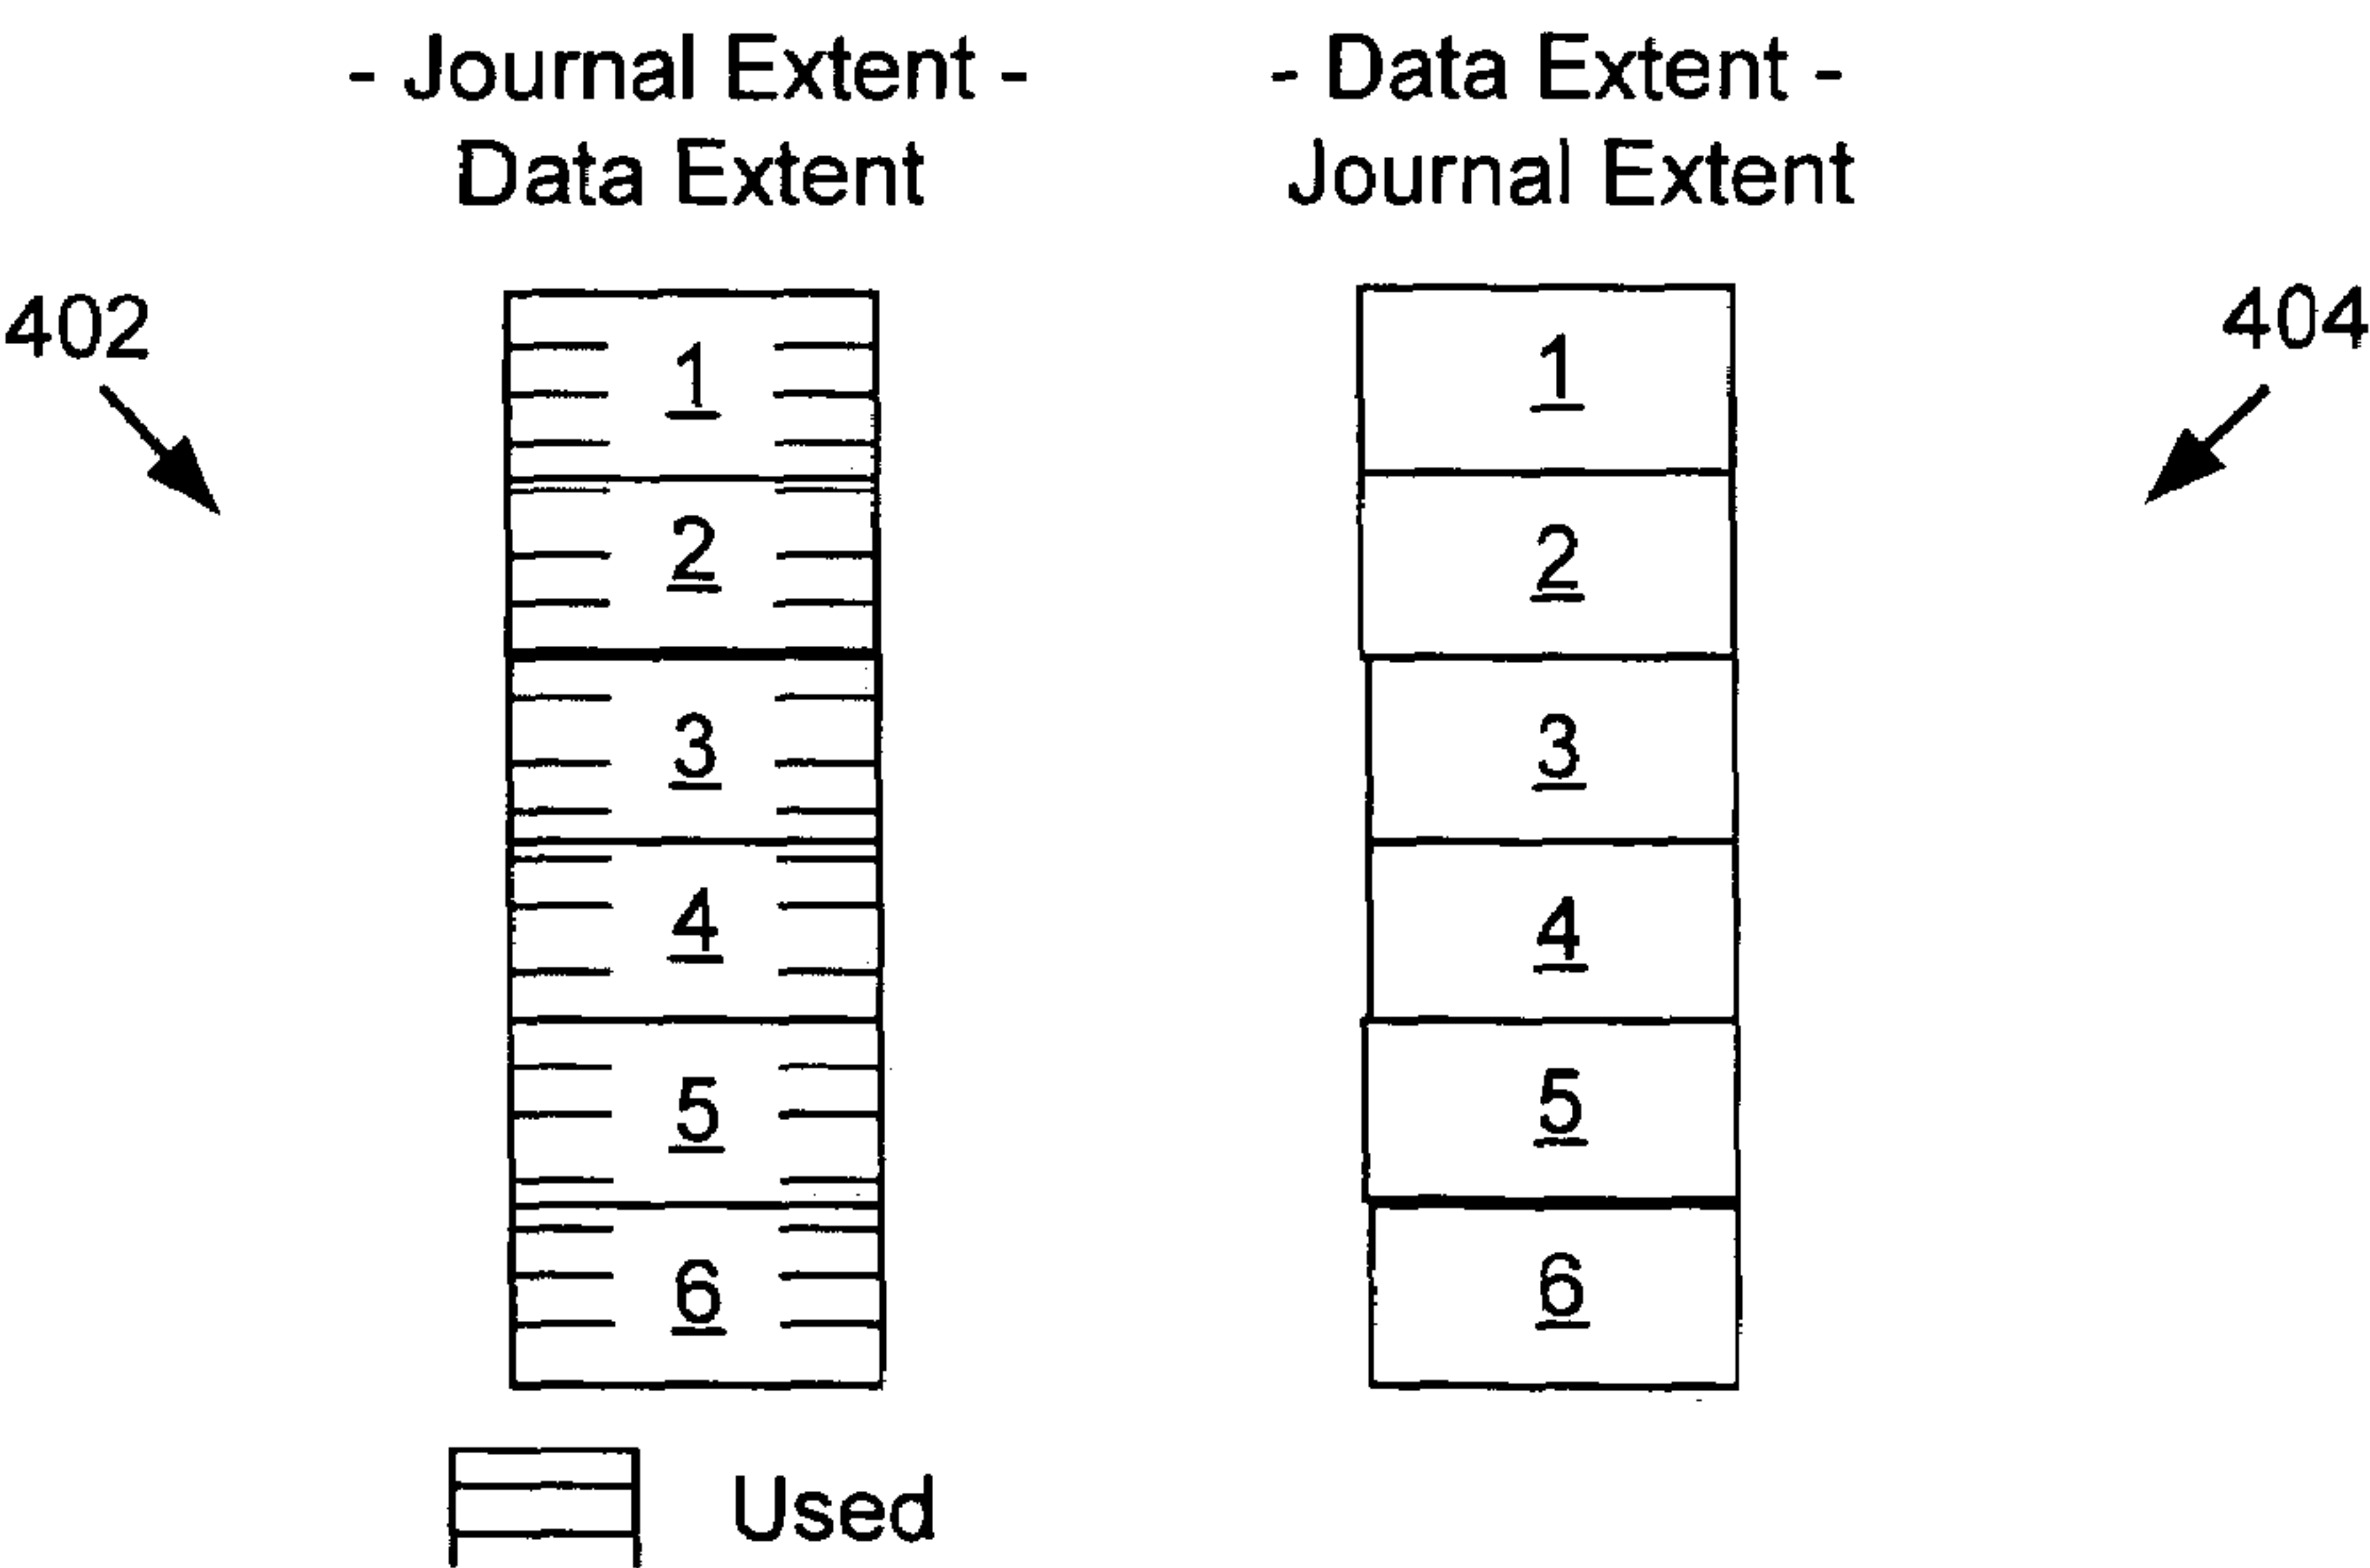 - Journal Extent -
Data Extent
- Data Extent -
Journal Extent
402
404
1
2
3
4
5
6
1
2
3
4
5
6
Used